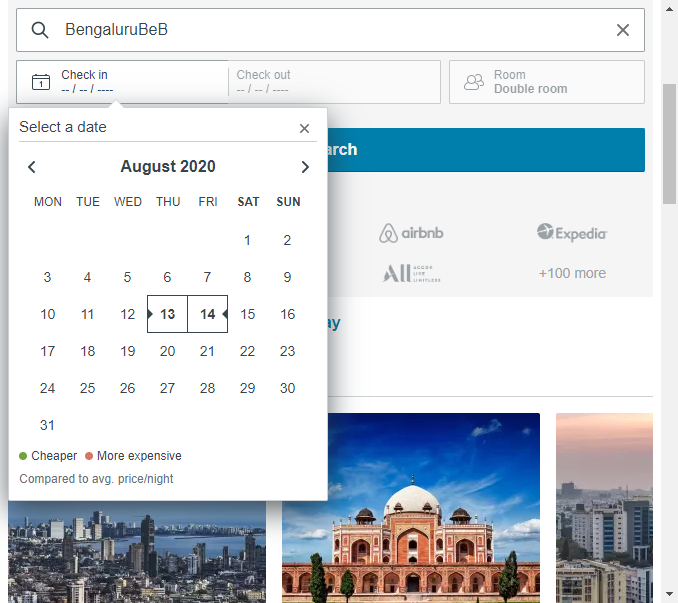 BengaluruBeB
Check in
-- / -- / ----
Check out
-- / -- / ----
Room
Double room
1
Select a date
arch
August 2020
MON TUE WED THU FRI SAT SUN
1 2
3 4 5 6 7 8 9
10 11 12 13 14 15 16
17 18 19 20 21 22 23
24 25 26 27 28 29 30
31
Cheaper More expensive
Compared to avg. price/night
airbnb
Expedia
ALL ACCOR LIVE LIMITLESS
+100 more
ay